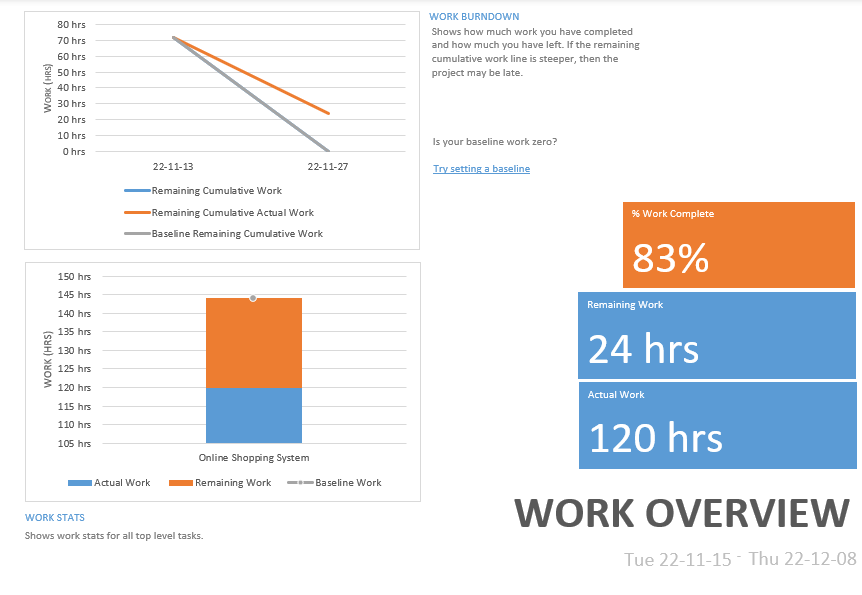 80 hrs
70 hrs
60 hrs
50 hrs
40 hrs
30 hrs
20 hrs
10 hrs
0 hrs
WORK (HRS)
22-11-13
22-11-27
Remaining Cumulative Work
Remaining Cumulative Actual Work
Baseline Remaining Cumulative Work
WORK BURNDOWN
Shows how much work you have completed
and how much you have left. If the remaining
cumulative work line is steeper, then the
project may be late.
Is your baseline work zero?
Try setting a baseline
% Work Complete
83%
Remaining Work
24 hrs
Actual Work
120 hrs
150 hrs
145 hrs
140 hrs
135 hrs
130 hrs
125 hrs
120 hrs
115 hrs
110 hrs
105 hrs
WORK (HRS)
Online Shopping System
Actual Work
Remaining Work
Baseline Work
WORK STATS
Shows work stats for all top level tasks.
WORK OVERVIEW
Tue 22-11-15 - Thu 22-12-08